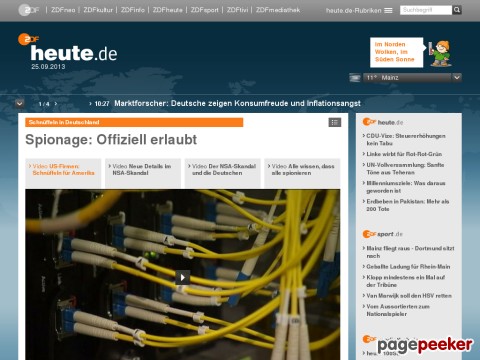 ZDF | ZDFneo | ZDFkultur | ZDFinfo | ZDFheute | ZDFsport | ZDFtivi | ZDFmediathek
heute.de-Rubriken
Suchbegriff
ZDF
heute.de
25.09.2013
Im Norden
Wolken, im
Süden Sonne
11° Mainz
1 / 4
10:27 Marktforscher: Deutsche zeigen Konsumfreude und Inflationsangst
Schnüffeln in Deutschland
Spionage: Offiziell erlaubt
Video US-Firmen:
Schnüffeln für Amerika
Video Neue Details im
NSA-Skandal
Video Der NSA-Skandal
und die Deutschen
Video Alle wissen, dass
alle spionieren
ZDF heute.de
CDU-Vize: Steuererhöhungen
kein Tabu
Linke wirbt für Rot-Rot-Grün
UN-Vollversammlung: Sanfte
Töne aus Teheran
Millenniumsziele: Was daraus
geworden ist
Erdbeben in Pakistan: Mehr als
200 Tote
ZDF sport.de
Mainz fliegt raus - Dortmund sitzt
nach
Geballte Ladung für Rhein-Main
Klopp mindestens ein Mal auf
der Tribüne
Van Marwijk soll den HSV retten
Vom Aussortierten zum
Nationalspieler
pagepeeker